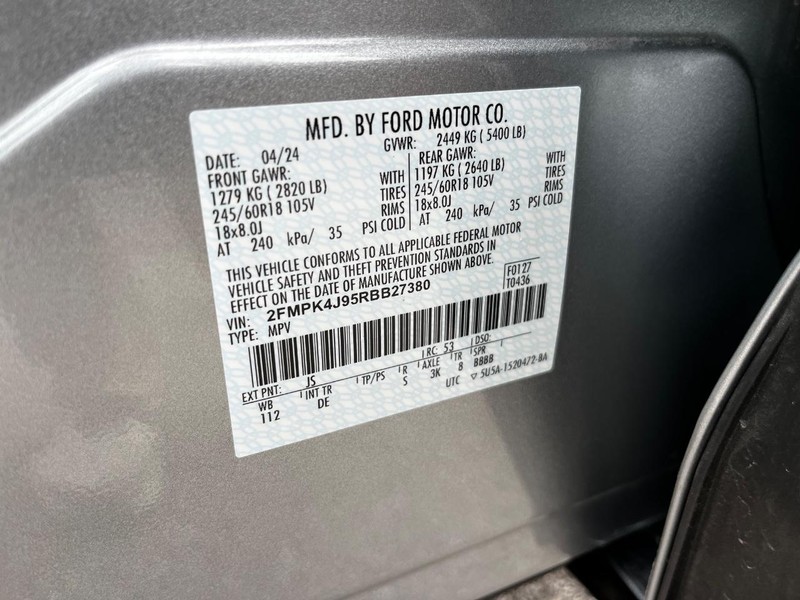 MFD. BY FORD MOTOR CO.
DATE: 04/24 GVWR: 2449 KG ( 5400 LB)
FRONT GAWR: REAR GAWR:
1279 KG ( 2820 LB) WITH 1197 KG ( 2640 LB) WITH
245/60R18 105V TIRES 245/60R18 105V TIRES
18x8.0J RIMS 18x8.0J RIMS
AT 240 kPa/ 35 PSI COLD AT 240 kPa/ 35 PSI COLD
THIS VEHICLE CONFORMS TO ALL APPLICABLE FEDERAL MOTOR
VEHICLE SAFETY AND THEFT PREVENTION STANDARDS IN
EFFECT ON THE DATE OF MANUFACTURE SHOWN ABOVE.
VIN: 2FMPK4J95RBB27380 F0127
TYPE: MPV T0436
EXT PNT: JS RC: 53 DSO:
WB INT TR TP/PS R AXLE TR SPR
112 DE S 3K 8 BBBB
UTC ▽ 5U5A-1520472-BA